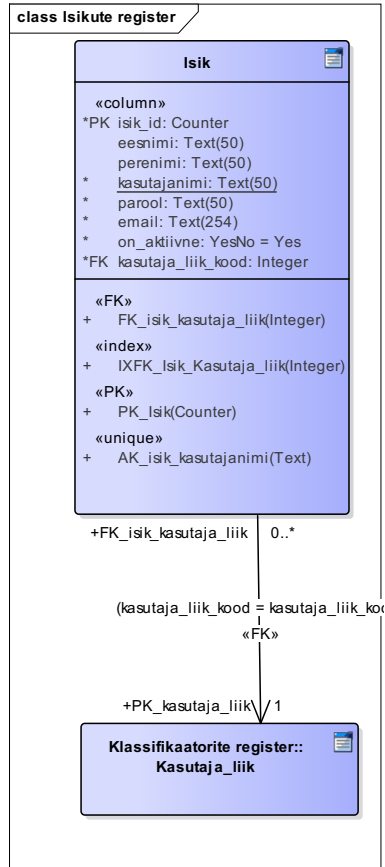 class Isikute register
Isik
«column»
*PK isik_id: Counter
eesnimi: Text(50)
perenimi: Text(50)
* kasutajanimi: Text(50)
* parool: Text(50)
* email: Text(254)
* on_aktiivne: YesNo = Yes
*FK kasutaja_liik_kood: Integer
«FK»
+ FK_isik_kasutaja_liik(Integer)
«index»
+ IXFK_Isik_Kasutaja_liik(Integer)
«PK»
+ PK_Isik(Counter)
«unique»
+ AK_isik_kasutajanimi(Text)
+FK_isik_kasutaja_liik 0..*
(kasutaja_liik_kood = kasutaja_liik_koo
«FK»
+PK_kasutaja_liik 1
Klassifikaatorite register::
Kasutaja_liik